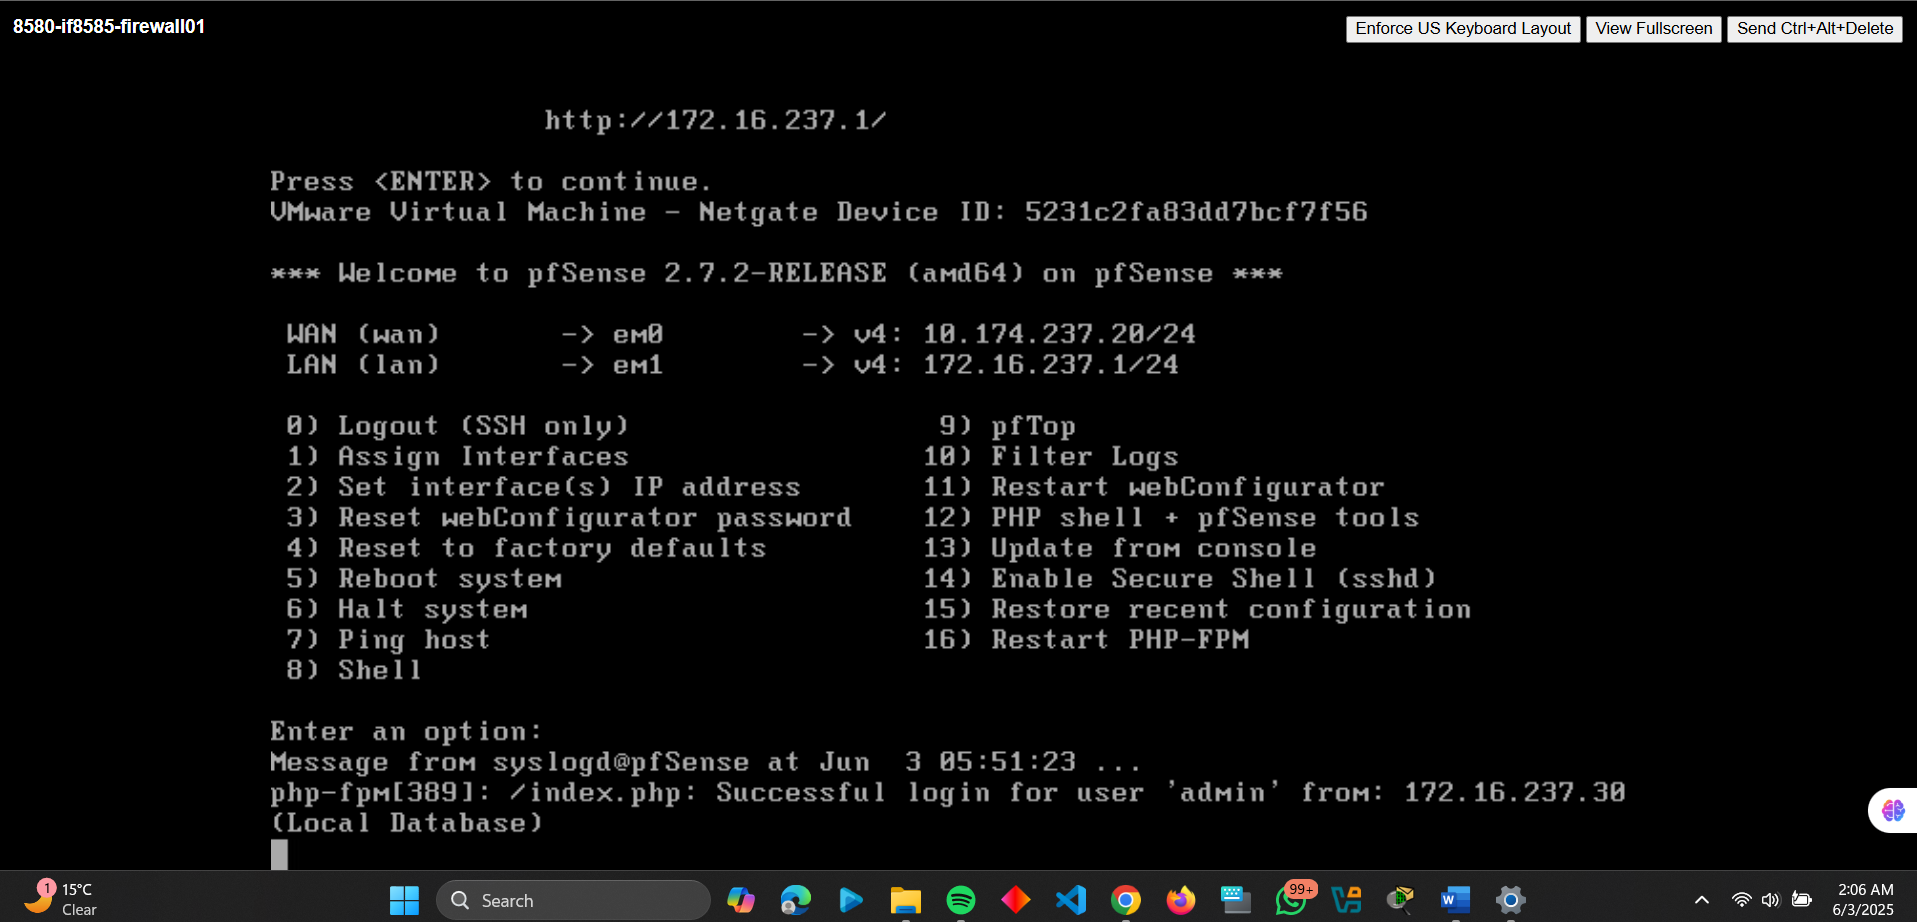 8580-if8585-firewall01
Enforce US Keyboard Layout View Fullscreen Send Ctrl+Alt+Delete
http://172.16.237.1/
Press <ENTER> to continue.
VMware Virtual Machine - Netgate Device ID: 5231c2fa83dd7bcf7f56
*** Welcome to pfSense 2.7.2-RELEASE (amd64) on pfSense ***
WAN (wan) -> em0 -> v4: 10.174.237.20/24
LAN (lan) -> em1 -> v4: 172.16.237.1/24
0) Logout (SSH only) 9) pfTop
1) Assign Interfaces 10) Filter Logs
2) Set interface(s) IP address 11) Restart webConfigurator
3) Reset webConfigurator password 12) PHP shell + pfSense tools
4) Reset to factory defaults 13) Update from console
5) Reboot system 14) Enable Secure Shell (sshd)
6) Halt system 15) Restore recent configuration
7) Ping host 16) Restart PHP-FPM
8) Shell
Enter an option:
Message from syslogd@pfSense at Jun  3 05:51:23 ...
php-fpm[389]: /index.php: Successful login for user 'admin' from: 172.16.237.30
(Local Database)
1 15°C
Clear
Search
99+
2:06 AM
6/3/2025